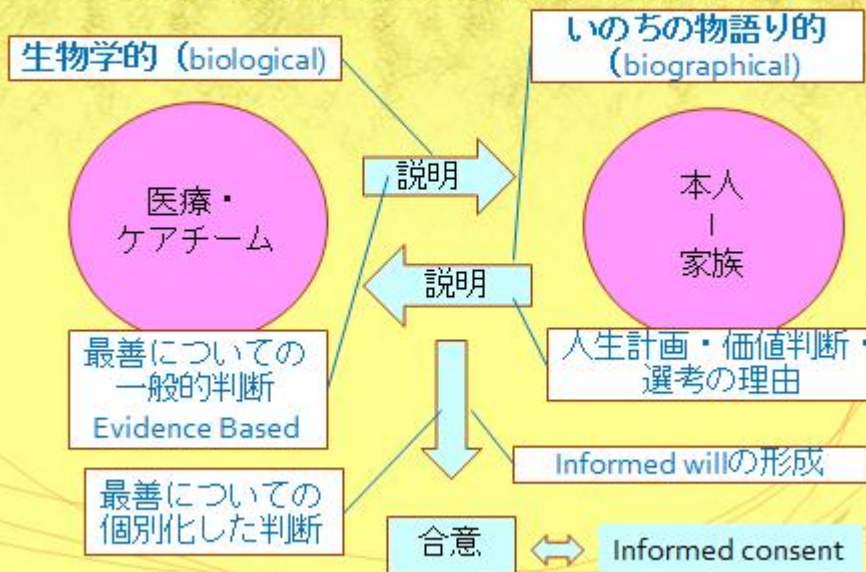 生物学的（biological)
いのちの物語り的
（biographical)
医療・
ケアチーム
説明
本人
ー
家族
説明
最善についての
一般的判断
Evidence Based
人生計画・価値判断・
選考の理由
最善についての
個別化した判断
Informed willの形成
合意
Informed consent